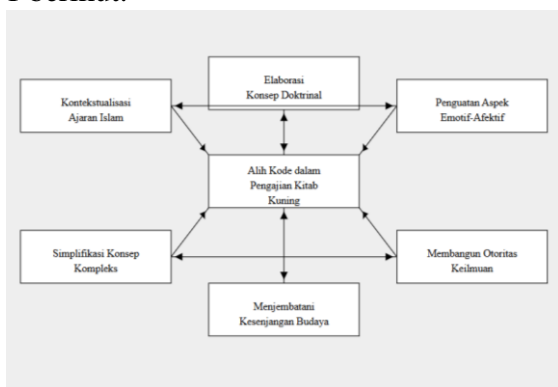 Elaborasi
Konsep Doktrinal
Kontekstualisasi
Ajaran Islam
Penguatan Aspek
Emotif-Afektif
Alih Kode dalam
Pengajian Kitab
Kuning
Simplifikasi Konsep
Kompleks
Membangun Otoritas
Keilmuan
Menjembatani
Kesenjangan Budaya